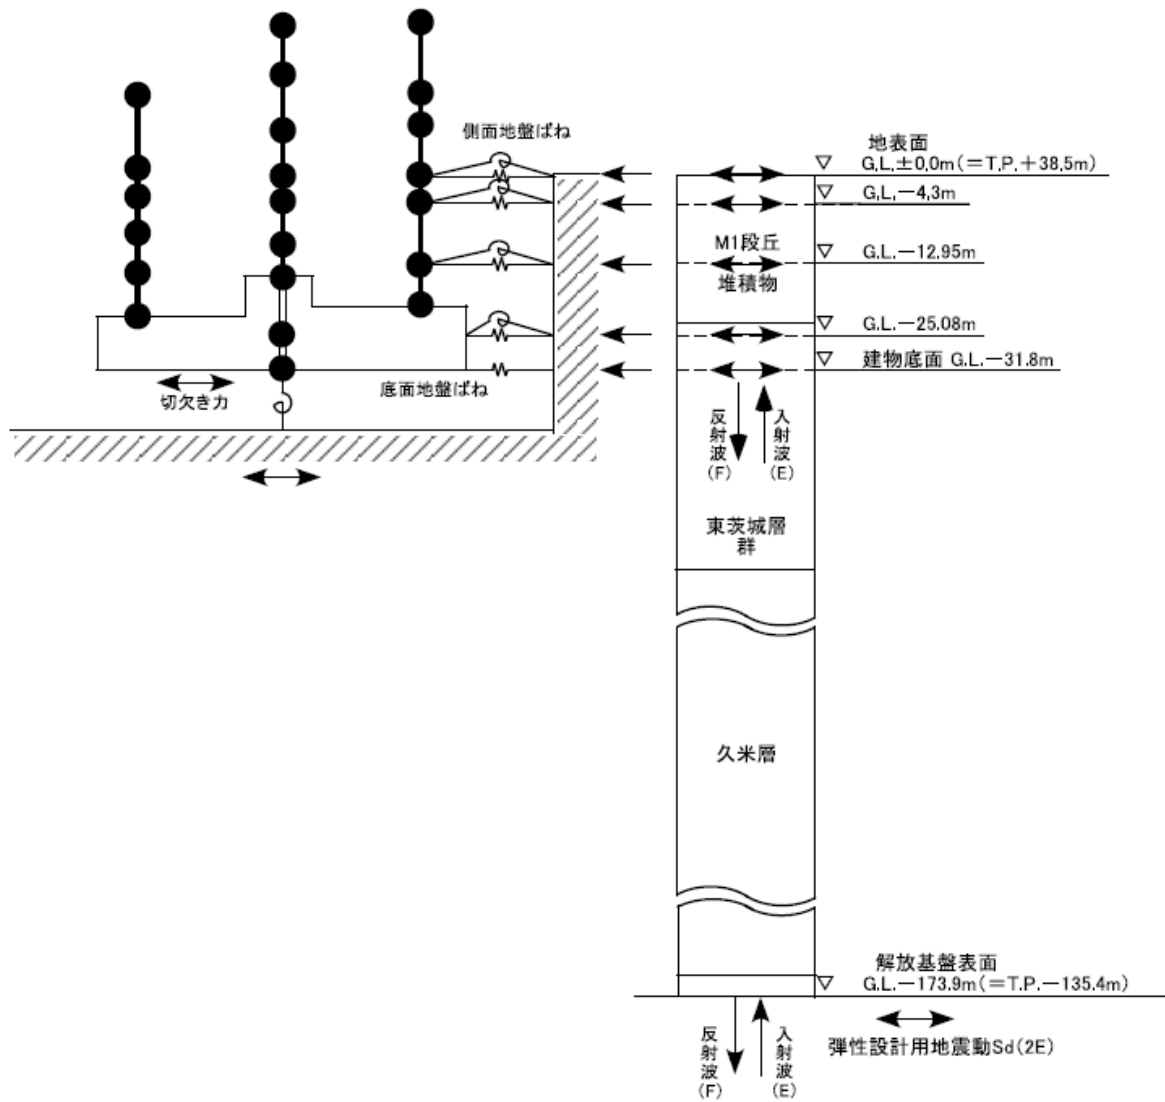 側面地盤ばね
地表面
▽ G.L.±0.0m(=T.P.+38.5m)
▽ G.L.-4.3m
M1段丘
堆積物
▽ G.L.-12.95m
▽ G.L.-25.08m
▽ 建物底面 G.L.-31.8m
切欠き力
底面地盤ばね
反射波(F)
入射波(E)
東茨城層
群
久米層
解放基盤表面
▽ G.L.-173.9m(=T.P.-135.4m)
反射波(F)
入射波(E)
弾性設計用地震動Sd(2E)